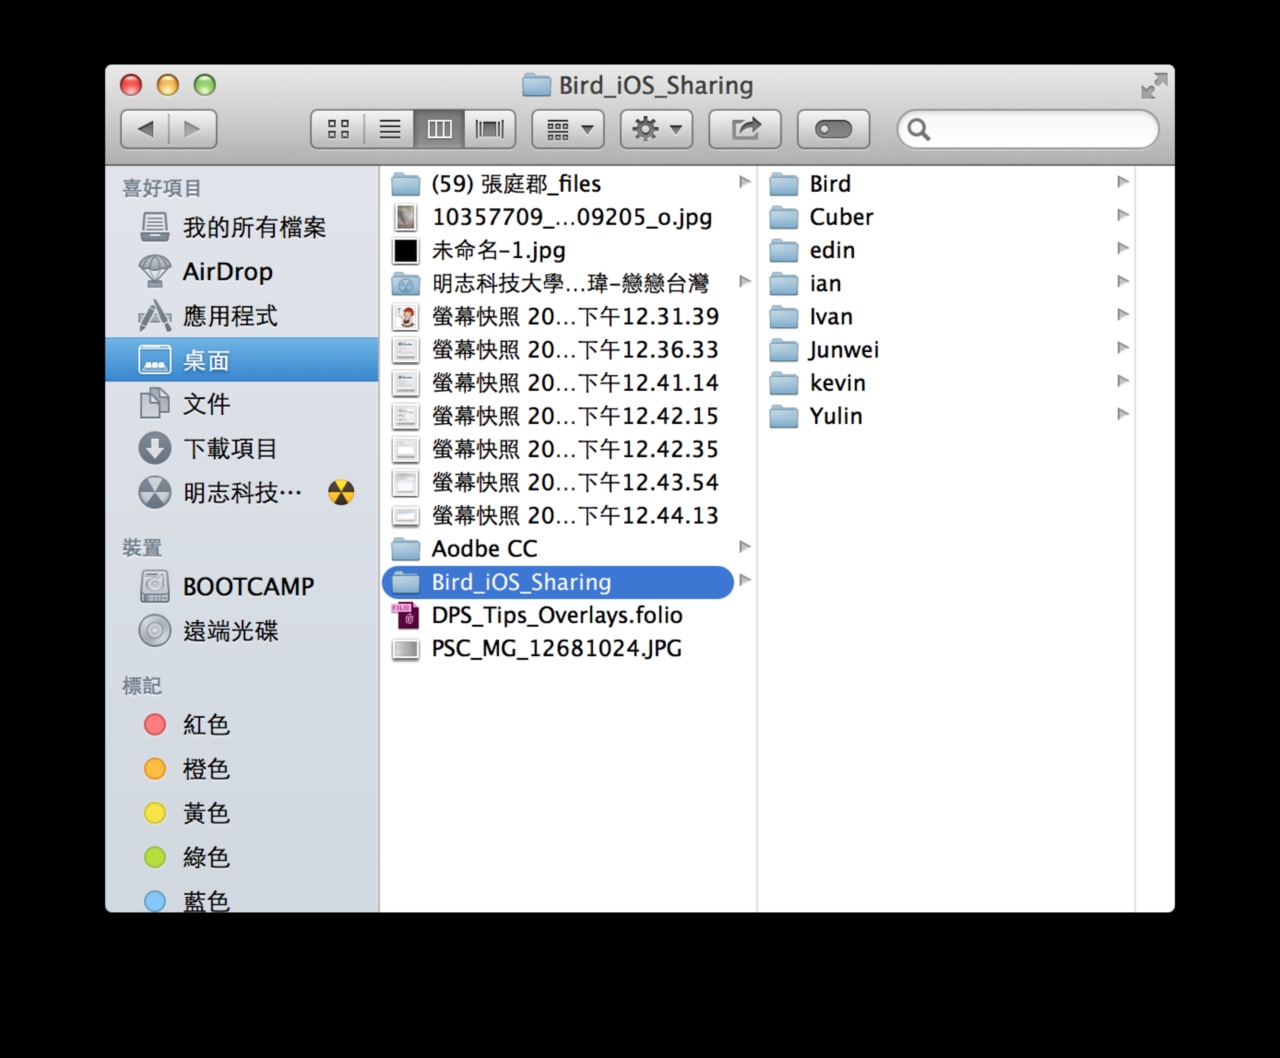 Bird_iOS_Sharing
喜好項目
我的所有檔案
AirDrop
應用程式
桌面
文件
下載項目
明志科技…
裝置
BOOTCAMP
遠端光碟
標記
紅色
橙色
黃色
綠色
藍色
(59) 張庭郡_files
10357709_...09205_o.jpg
未命名-1.jpg
明志科技大學...瑋-戀戀台灣
螢幕快照 20...下午12.31.39
螢幕快照 20...下午12.36.33
螢幕快照 20...下午12.41.14
螢幕快照 20...下午12.42.15
螢幕快照 20...下午12.42.35
螢幕快照 20...下午12.43.54
螢幕快照 20...下午12.44.13
Aodbe CC
Bird_iOS_Sharing
DPS_Tips_Overlays.folio
PSC_MG_12681024.JPG
Bird
Cuber
edin
ian
Ivan
Junwei
kevin
Yulin